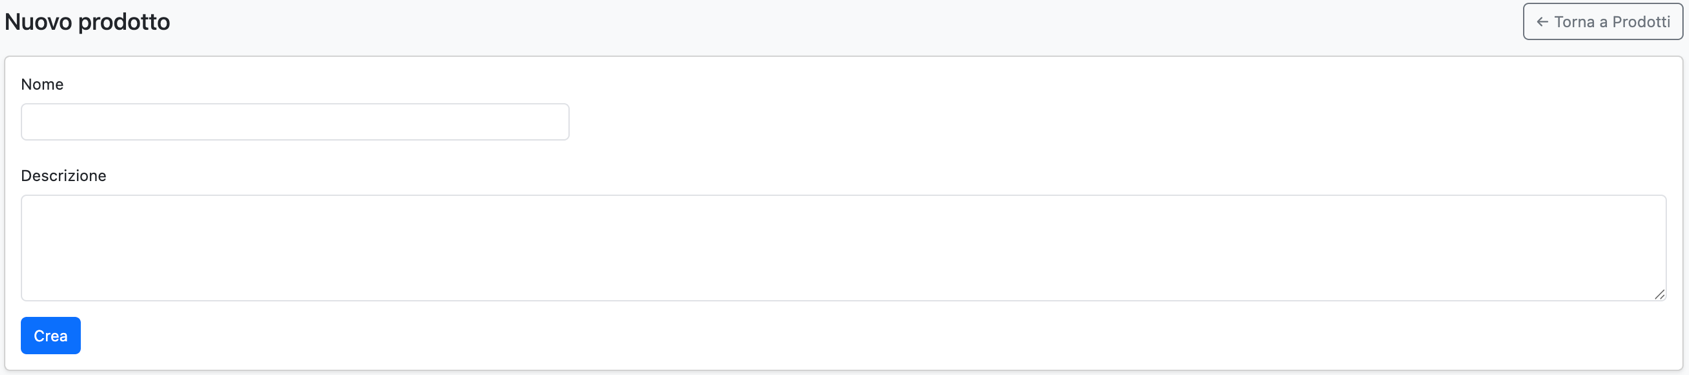 Nuovo prodotto
← Torna a Prodotti
Nome
Descrizione
Crea